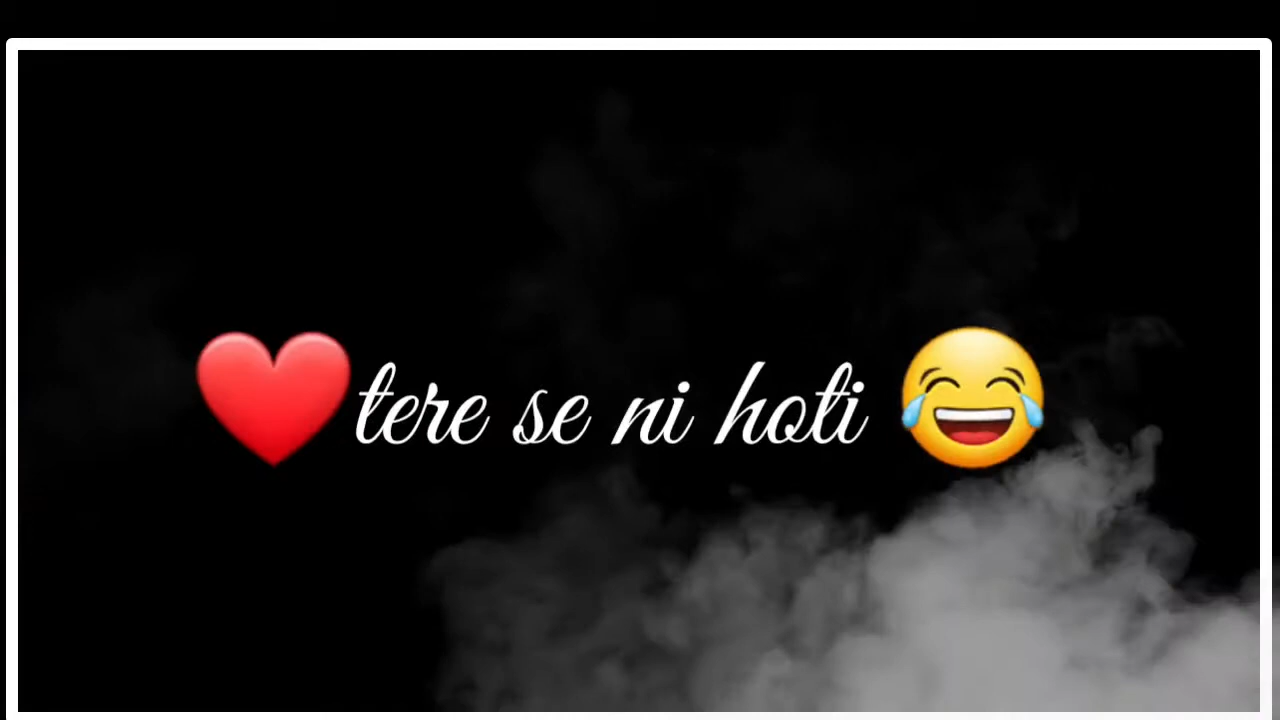 ❤️tere se ni hoti 😂